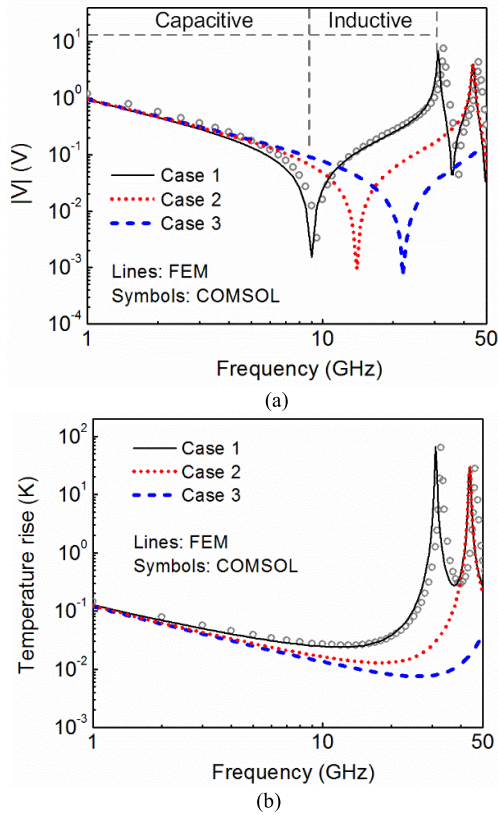 Capacitive Inductive
10^1
10^0
10^-1
10^-2
10^-3
10^-4
|V| (V)
Case 1
Case 2
Case 3
Lines: FEM
Symbols: COMSOL
1 10 50
Frequency (GHz)
(a)
10^2
10^1
10^0
10^-1
10^-2
10^-3
Temperature rise (K)
Case 1
Case 2
Case 3
Lines: FEM
Symbols: COMSOL
1 10 50
Frequency (GHz)
(b)